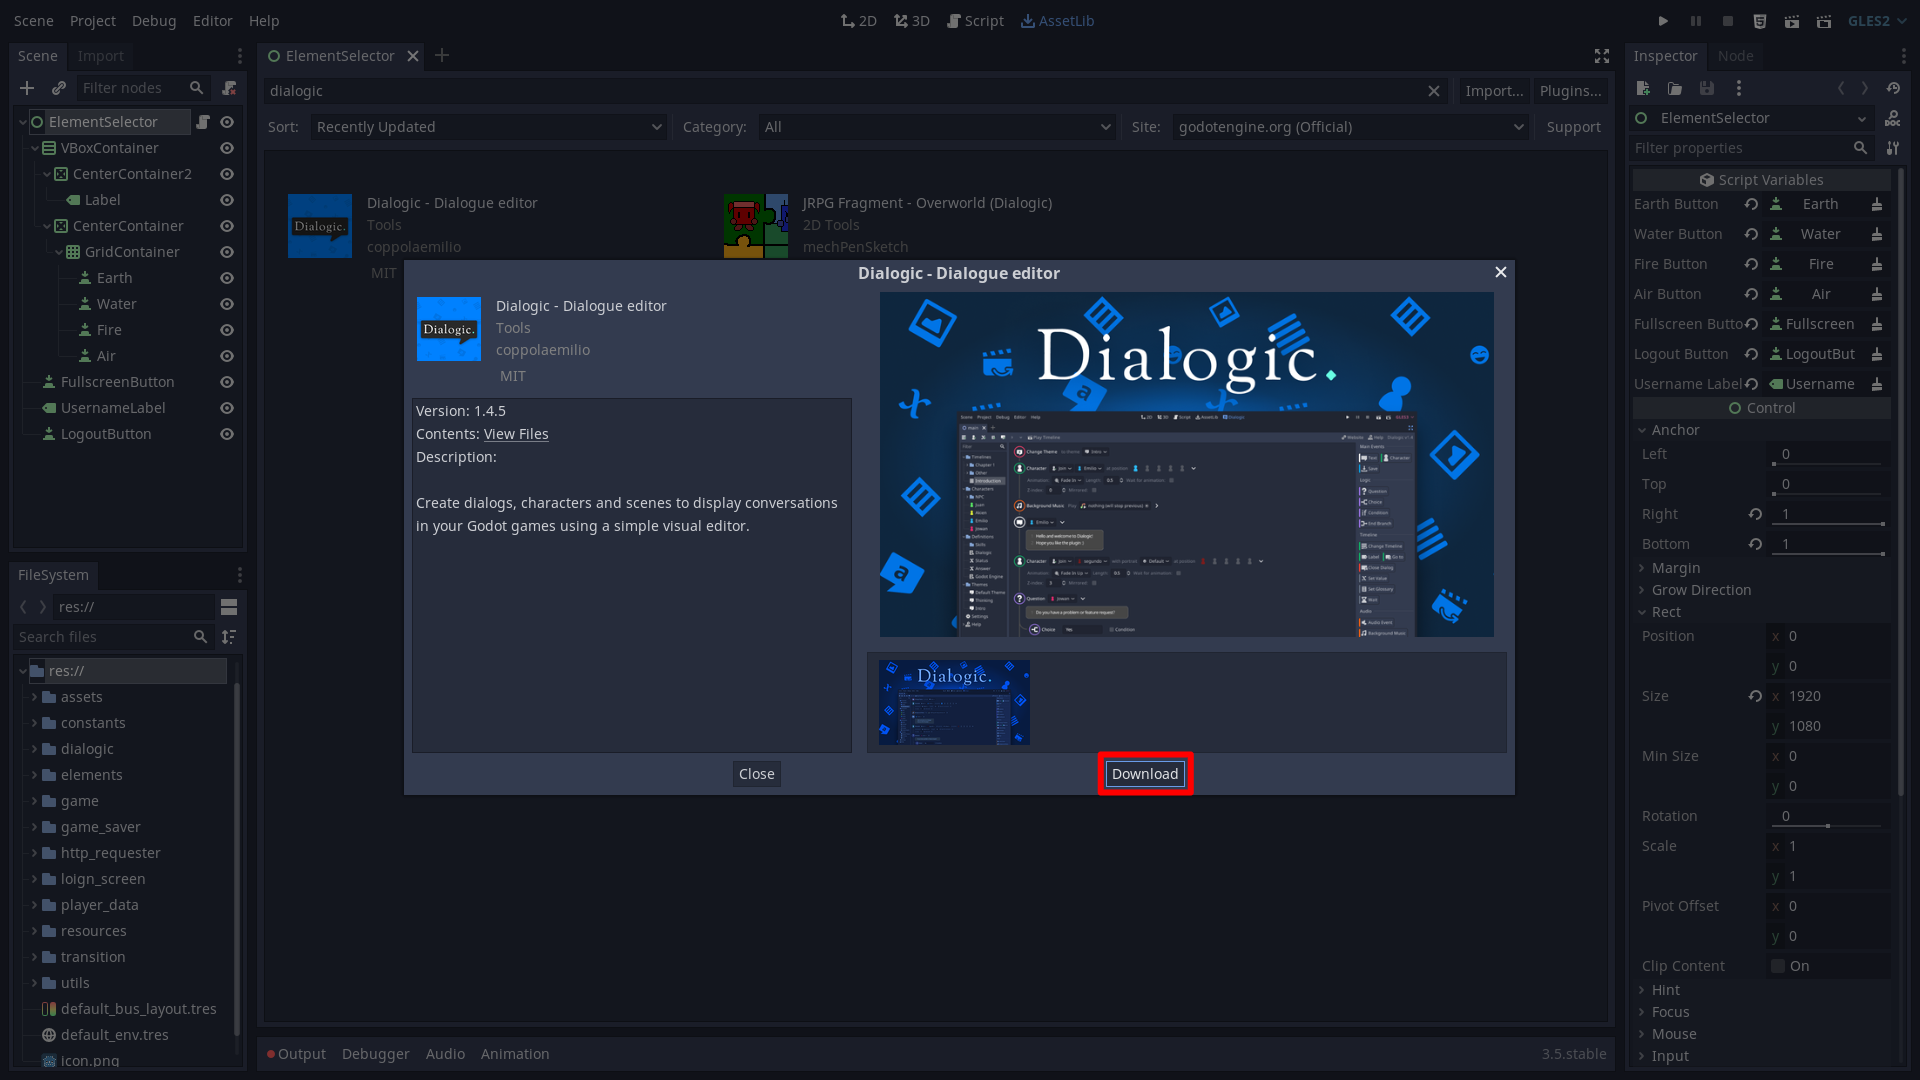 Scene Project Debug Editor Help
2D 3D Script AssetLib
GLES2
Scene Import
Filter nodes
ElementSelector
VBoxContainer
CenterContainer2
Label
CenterContainer
GridContainer
Earth
Water
Fire
Air
FullscreenButton
UsernameLabel
LogoutButton
FileSystem
res://
Search files
res://
assets
constants
dialogic
elements
game
game_saver
http_requester
loign_screen
player_data
resources
transition
utils
default_bus_layout.tres
default_env.tres
icon.png
ElementSelector
dialogic
Import... Plugins...
Sort: Recently Updated Category: All Site: godotengine.org (Official) Support
Dialogic.
Dialogic - Dialogue editor
Tools
coppolaemilio
MIT
JRPG Fragment - Overworld (Dialogic)
2D Tools
mechPenSketch
Dialogic - Dialogue editor
Dialogic.
Dialogic - Dialogue editor
Tools
coppolaemilio
MIT
Version: 1.4.5
Contents: View Files
Description:
Create dialogs, characters and scenes to display conversations
in your Godot games using a simple visual editor.
Dialogic.
Dialogic.
Close
Download
Output Debugger Audio Animation
3.5.stable
Inspector Node
ElementSelector
Filter properties
Script Variables
Earth Button Earth
Water Button Water
Fire Button Fire
Air Button Air
Fullscreen Butto Fullscreen
Logout Button LogoutBut
Username Label Username
Control
Anchor
Left 0
Top 0
Right 1
Bottom 1
Margin
Grow Direction
Rect
Position x 0
y 0
Size x 1920
y 1080
Min Size x 0
y 0
Rotation 0
Scale x 1
y 1
Pivot Offset x 0
y 0
Clip Content On
Hint
Focus
Mouse
Input